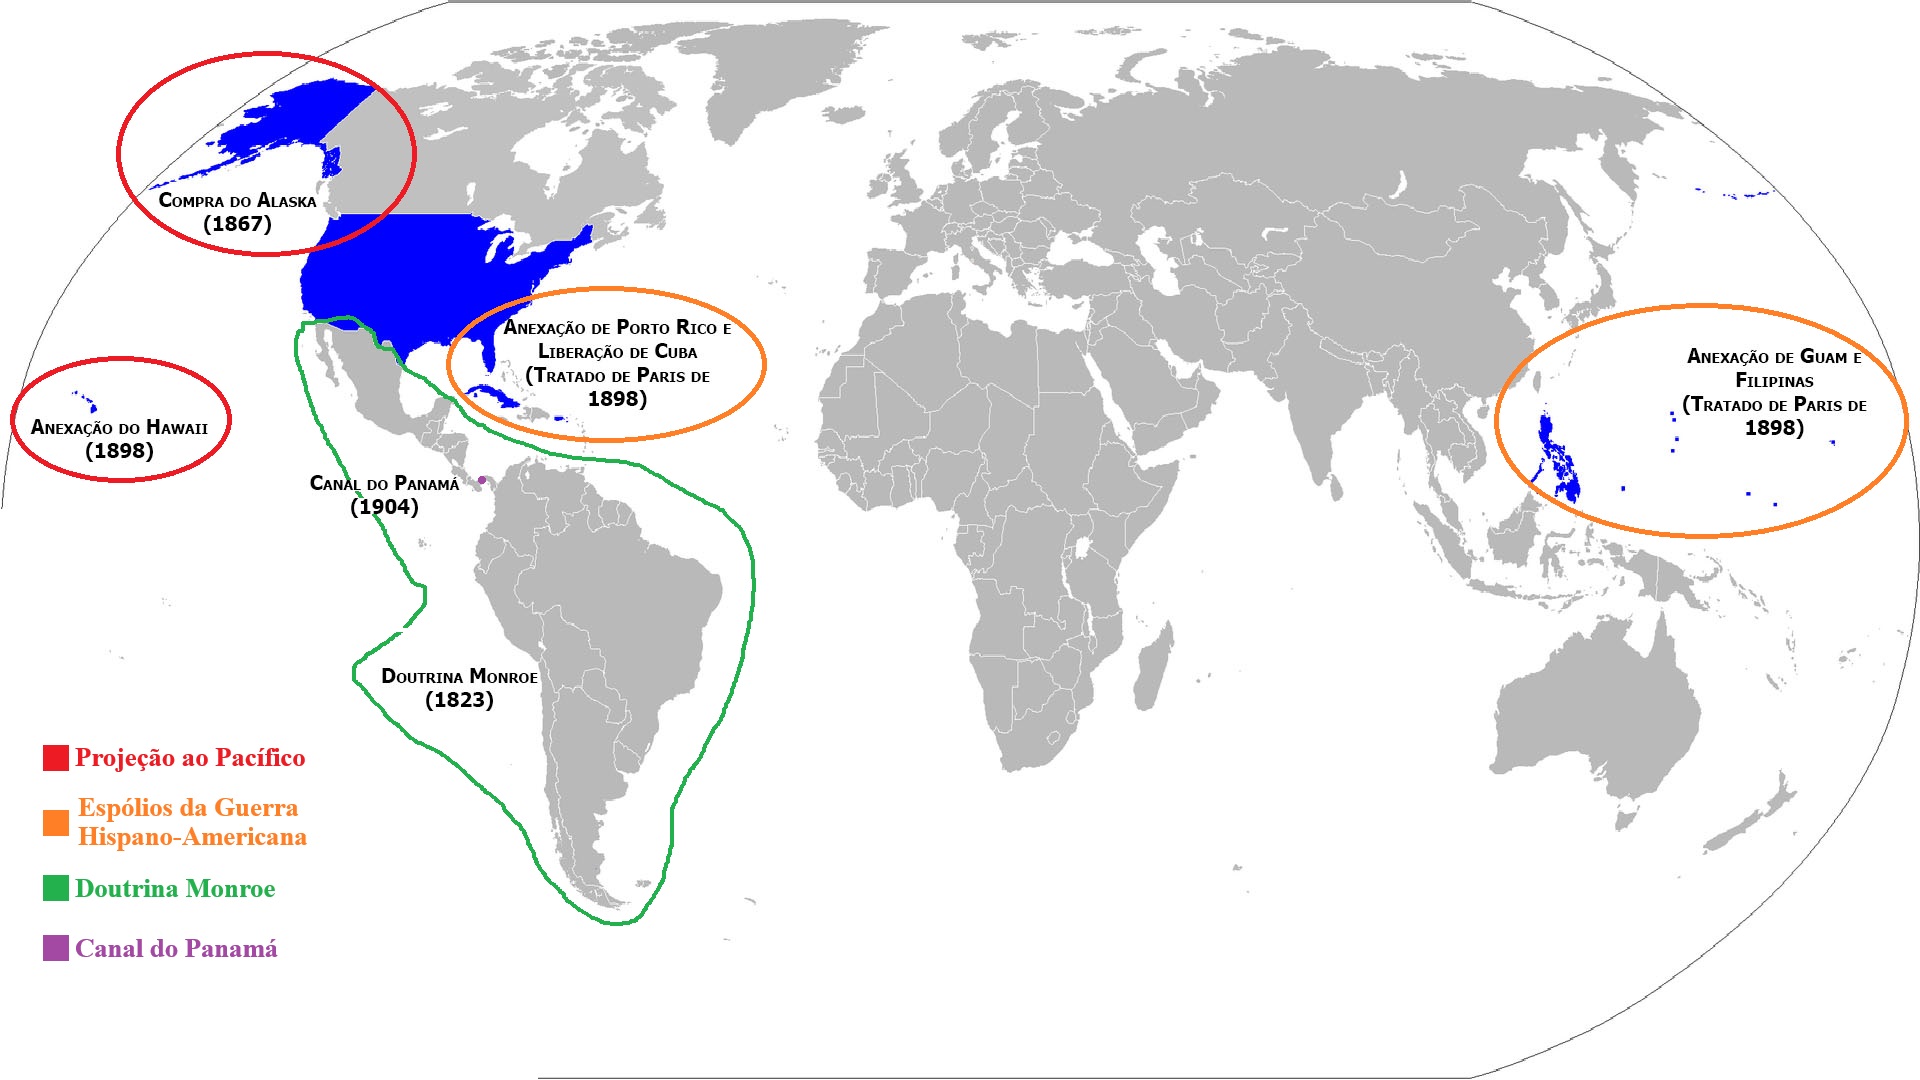 Compra do Alaska
(1867)
Anexação de Porto Rico e
Liberação de Cuba
(Tratado de Paris de
1898)
Anexação de Guam e
Filipinas
(Tratado de Paris de
1898)
Anexação do Hawaii
(1898)
Canal do Panamá
(1904)
Doutrina Monroe
(1823)
Projeção ao Pacífico
Espólios da Guerra
Hispano-Americana
Doutrina Monroe
Canal do Panamá